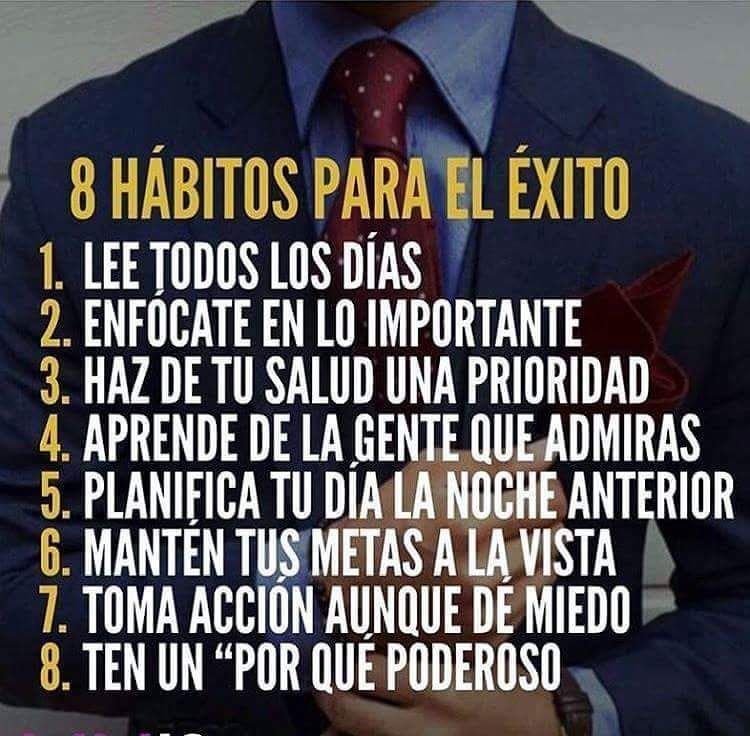 8 HÁBITOS PARA EL ÉXITO
1. LEE TODOS LOS DÍAS
2. ENFÓCATE EN LO IMPORTANTE
3. HAZ DE TU SALUD UNA PRIORIDAD
4. APRENDE DE LA GENTE QUE ADMIRAS
5. PLANIFICA TU DÍA LA NOCHE ANTERIOR
6. MANTÉN TUS METAS A LA VISTA
7. TOMA ACCIÓN AUNQUE DÉ MIEDO
8. TEN UN “POR QUÉ PODEROSO